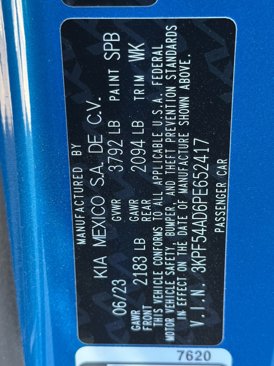 MANUFACTURED BY
KIA MEXICO S.A. DE C.V.
06/23 GVWR 3792 LB PAINT SPB
GAWR FRONT 2183 LB GAWR REAR 2094 LB TRIM WK
THIS VEHICLE CONFORMS TO ALL APPLICABLE U.S.A. FEDERAL
MOTOR VEHICLE SAFETY, BUMPER, AND THEFT PREVENTION STANDARDS
IN EFFECT ON THE DATE OF MANUFACTURE SHOWN ABOVE.
V.I.N. 3KPF54ADGPE652417
PASSENGER CAR
7620